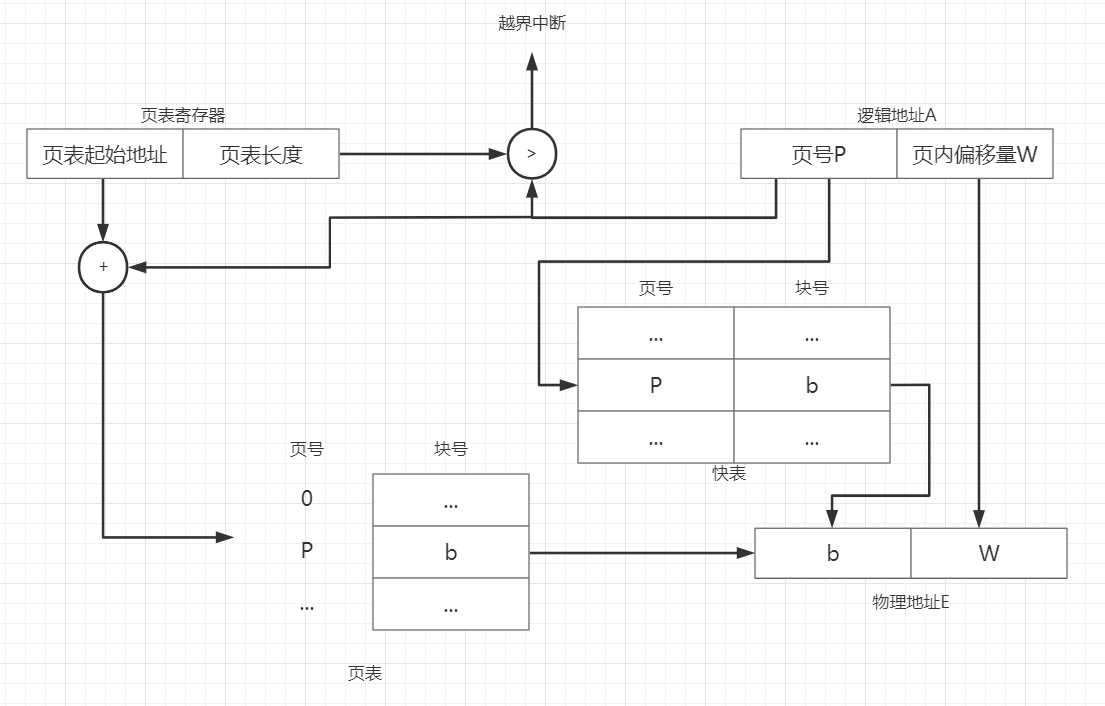 越界中断
页表寄存器
页表起始地址 页表长度
>
逻辑地址A
页号P 页内偏移量W
+
页号 块号
... ...
P b
... ...
快表
页号 块号
0 ...
P b
... ...
页表
b W
物理地址E